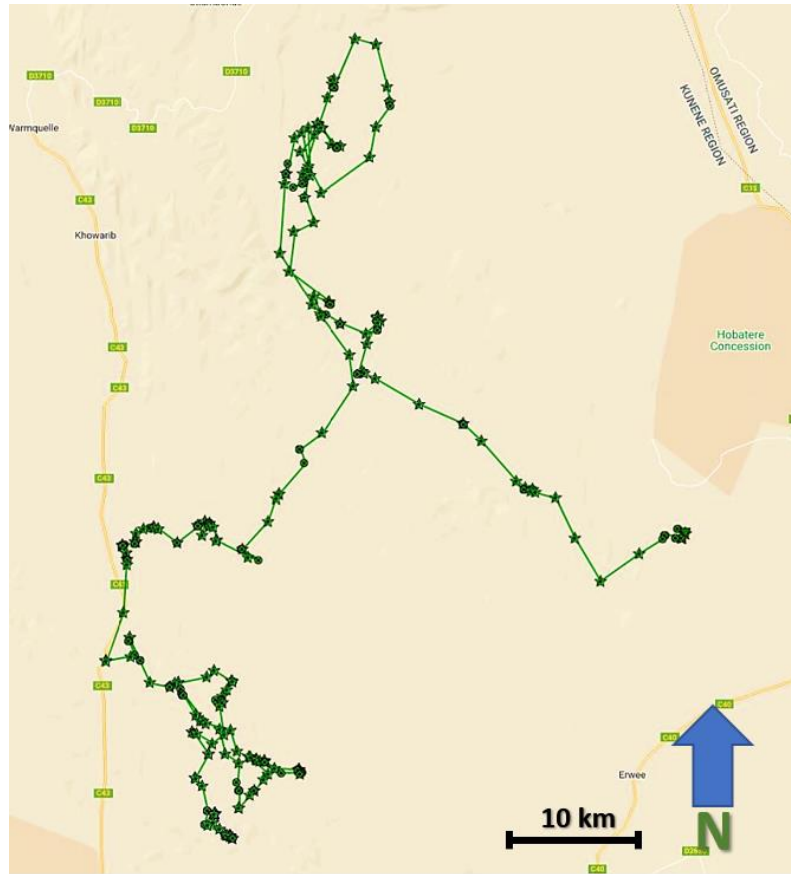 D3710
D3710
D3710
D3710
Warmquelle
OMUSATI REGION
KUNENE REGION
C35
C43
Khowarib
Hobatere
Concession
C43
C43
C43
C43
C43
C40
C40
C43
Erwee
10 km
N
C40